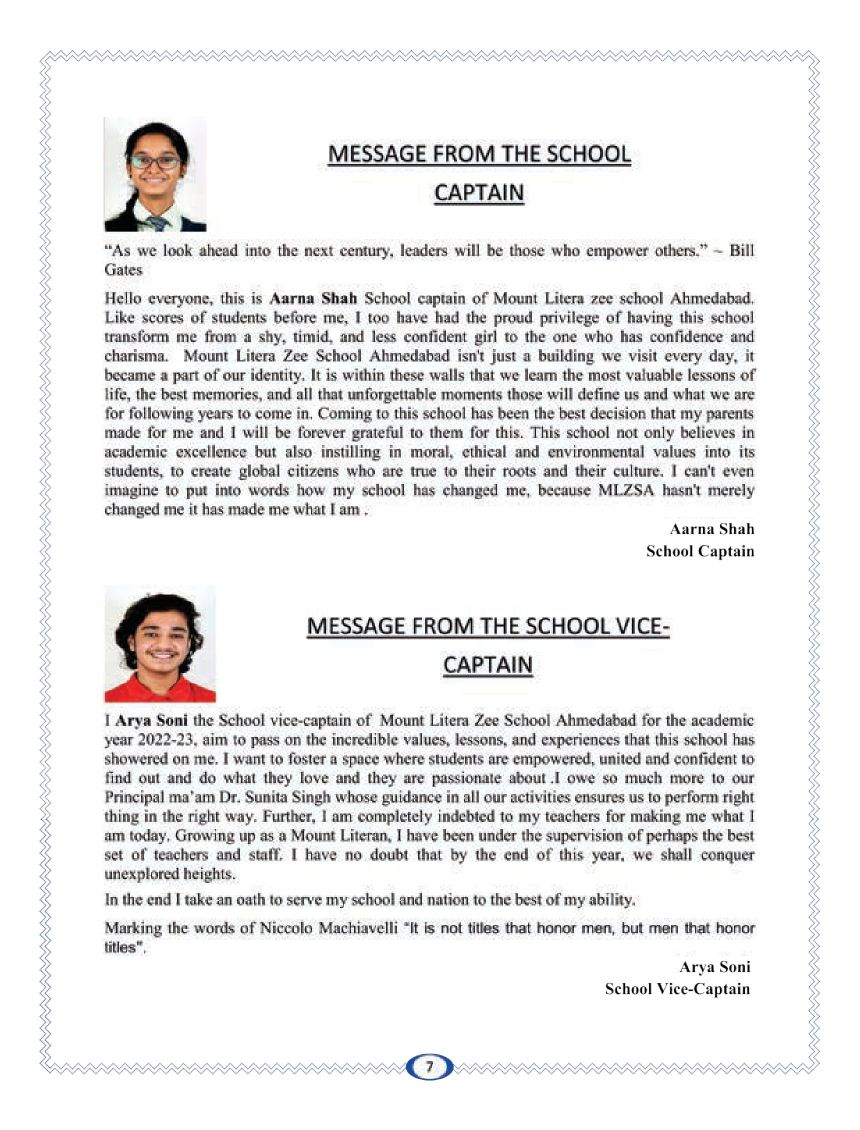 MESSAGE FROM THE SCHOOL
CAPTAIN
“As we look ahead into the next century, leaders will be those who empower others.” ~ Bill
Gates
Hello everyone, this is Aarna Shah School captain of Mount Litera zee school Ahmedabad.
Like scores of students before me, I too have had the proud privilege of having this school
transform me from a shy, timid, and less confident girl to the one who has confidence and
charisma.  Mount Litera Zee School Ahmedabad isn't just a building we visit every day, it
became a part of our identity. It is within these walls that we learn the most valuable lessons of
life, the best memories, and all that unforgettable moments those will define us and what we are
for following years to come in. Coming to this school has been the best decision that my parents
made for me and I will be forever grateful to them for this. This school not only believes in
academic excellence but also instilling in moral, ethical and environmental values into its
students, to create global citizens who are true to their roots and their culture. I can't even
imagine to put into words how my school has changed me, because MLZSA hasn't merely
changed me it has made me what I am .
Aarna Shah
School Captain
MESSAGE FROM THE SCHOOL VICE-
CAPTAIN
I Arya Soni the School vice-captain of  Mount Litera Zee School Ahmedabad for the academic
year 2022-23, aim to pass on the incredible values, lessons, and experiences that this school has
showered on me. I want to foster a space where students are empowered, united and confident to
find out and do what they love and they are passionate about .I owe so much more to our
Principal ma’am Dr. Sunita Singh whose guidance in all our activities ensures us to perform right
thing in the right way. Further, I am completely indebted to my teachers for making me what I
am today. Growing up as a Mount Literan, I have been under the supervision of perhaps the best
set of teachers and staff. I have no doubt that by the end of this year, we shall conquer
unexplored heights.
In the end I take an oath to serve my school and nation to the best of my ability.
Marking the words of Niccolo Machiavelli "It is not titles that honor men, but men that honor
titles".
Arya Soni
School Vice-Captain
7